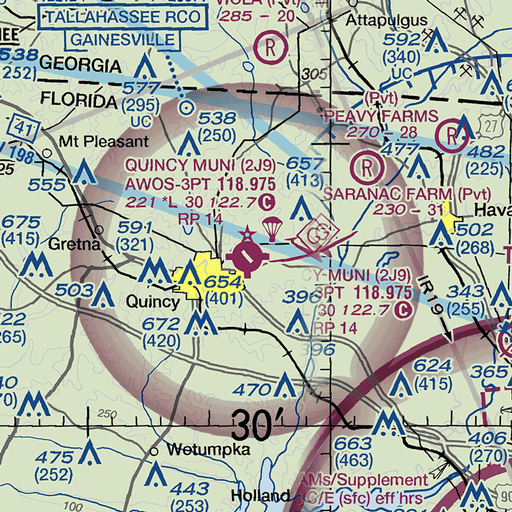 TALLAHASSEE RCO
285 - 20
Attapulgus
GAINESVILLE
R
592
(340)
UC
538
(252)
GEORGIA
305
FLORIDA
577
(295)
UC
(Pvt)
PEAVY FARMS
270 28
R
27
538
(250)
41
Mt Pleasant
V 198
477
482
(225)
QUINCY MUNI (2J9)
AWOS-3PT 118.975
221 *L 30 122.7 C
RP 14
657
(413)
R
555
SARANAC FARM (Pvt)
230 - 31
Hava
675
(415)
591
(321)
G
502
(268)
Gretna
CY MUNI (2J9)
3PT 118.975
30 122.7 C
RP 14
IR19
654
(401)
503
Quincy
396
343
(255)
672
(420)
396
624
(415)
365
470
250
30'
663
(463)
406
(270)
475
(252)
Wetumpka
443
(253)
AMs/Supplement
C/E (sfc) eff hrs
Holland
90